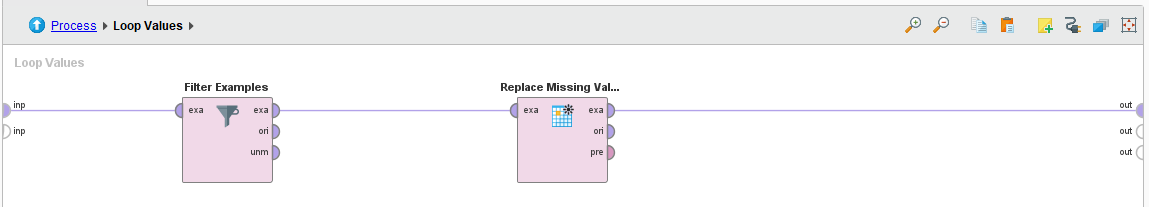 Process Loop Values
Loop Values
Filter Examples Replace Missing Val...
inp exa exa exa exa out
inp ori ori out
unm pre out